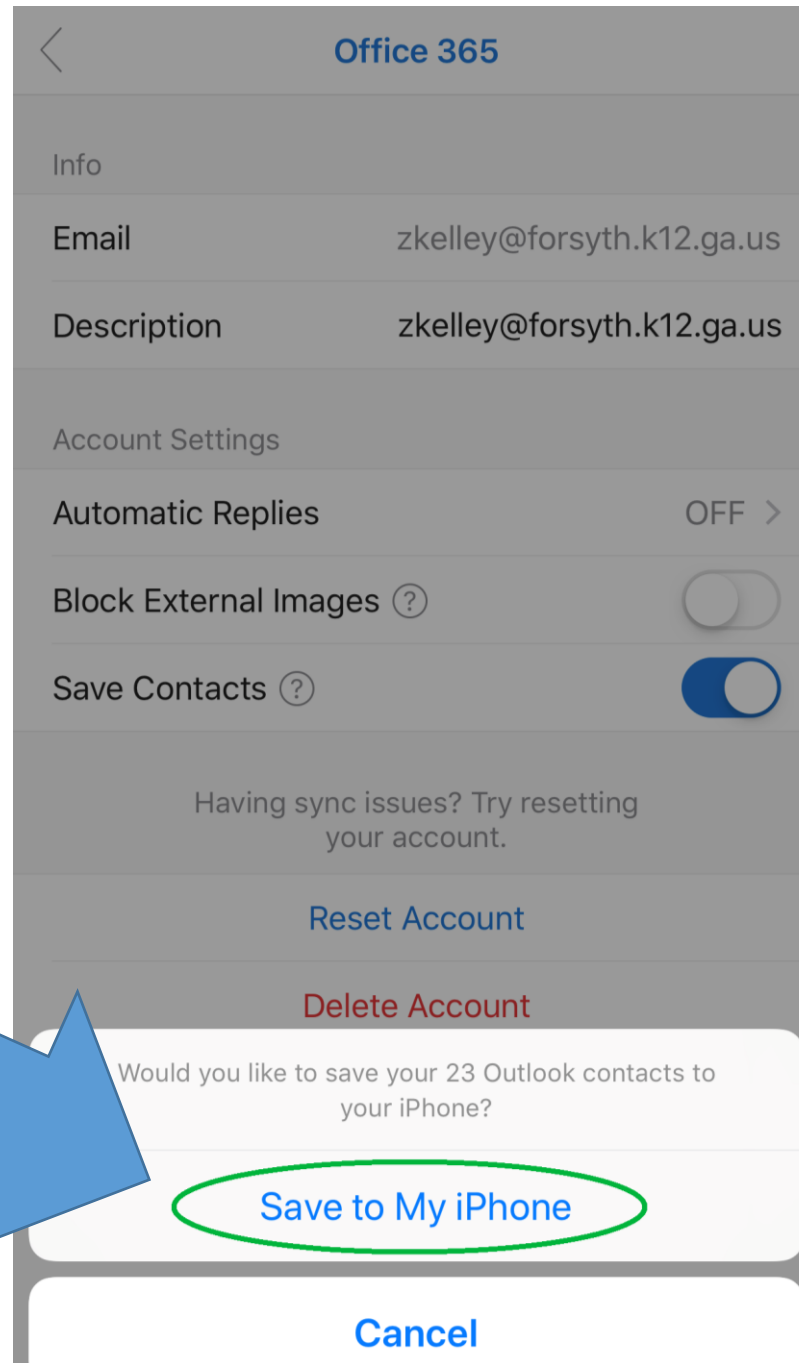 Office 365
Info
Email zkelley@forsyth.k12.ga.us
Description zkelley@forsyth.k12.ga.us
Account Settings
Automatic Replies OFF >
Block External Images ?
Save Contacts ?
Having sync issues? Try resetting
your account.
Reset Account
Delete Account
Would you like to save your 23 Outlook contacts to
your iPhone?
Save to My iPhone
Cancel